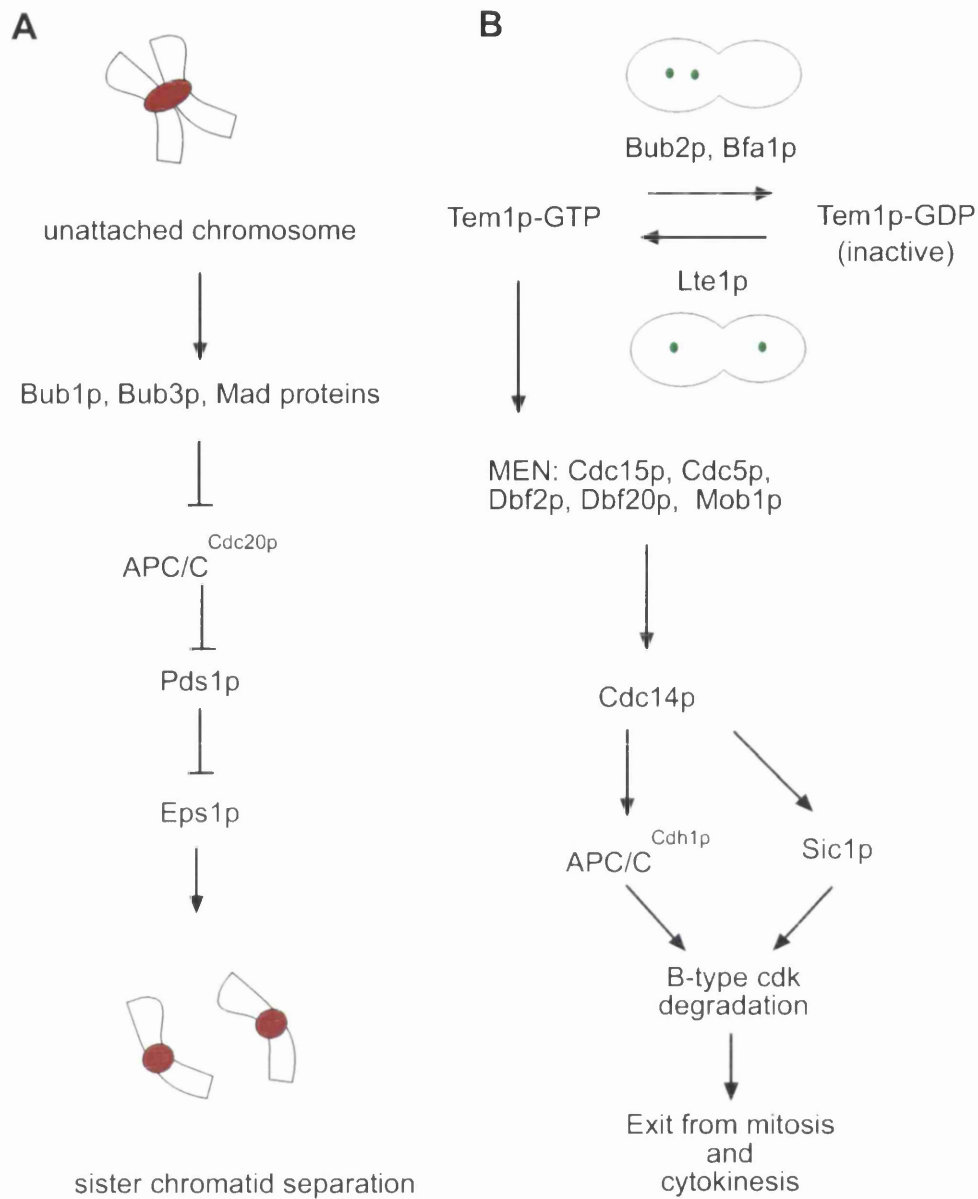 A
unattached chromosome
Bub1p, Bub3p, Mad proteins
APC/C Cdc20p
Pds1p
Eps1p
sister chromatid separation
B
Bub2p, Bfa1p
Tem1p-GTP
Tem1p-GDP
(inactive)
Lte1p
MEN: Cdc15p, Cdc5p,
Dbf2p, Dbf20p, Mob1p
Cdc14p
APC/C Cdh1p
Sic1p
B-type cdk
degradation
Exit from mitosis
and
cytokinesis